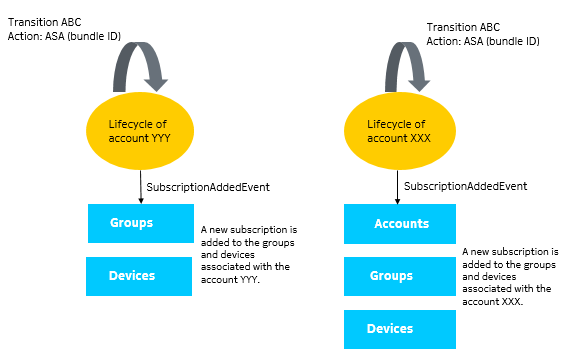 Transition ABC
Action: ASA (bundle ID)
Lifecycle of
account YYY
SubscriptionAddedEvent
Groups
Devices
A new subscription is
added to the groups
and devices
associated with the
account YYY.
Transition ABC
Action: ASA (bundle ID)
Lifecycle of
account XXX
SubscriptionAddedEvent
Accounts
Groups
Devices
A new subscription is
added to the groups
and devices
associated with the
account XXX.